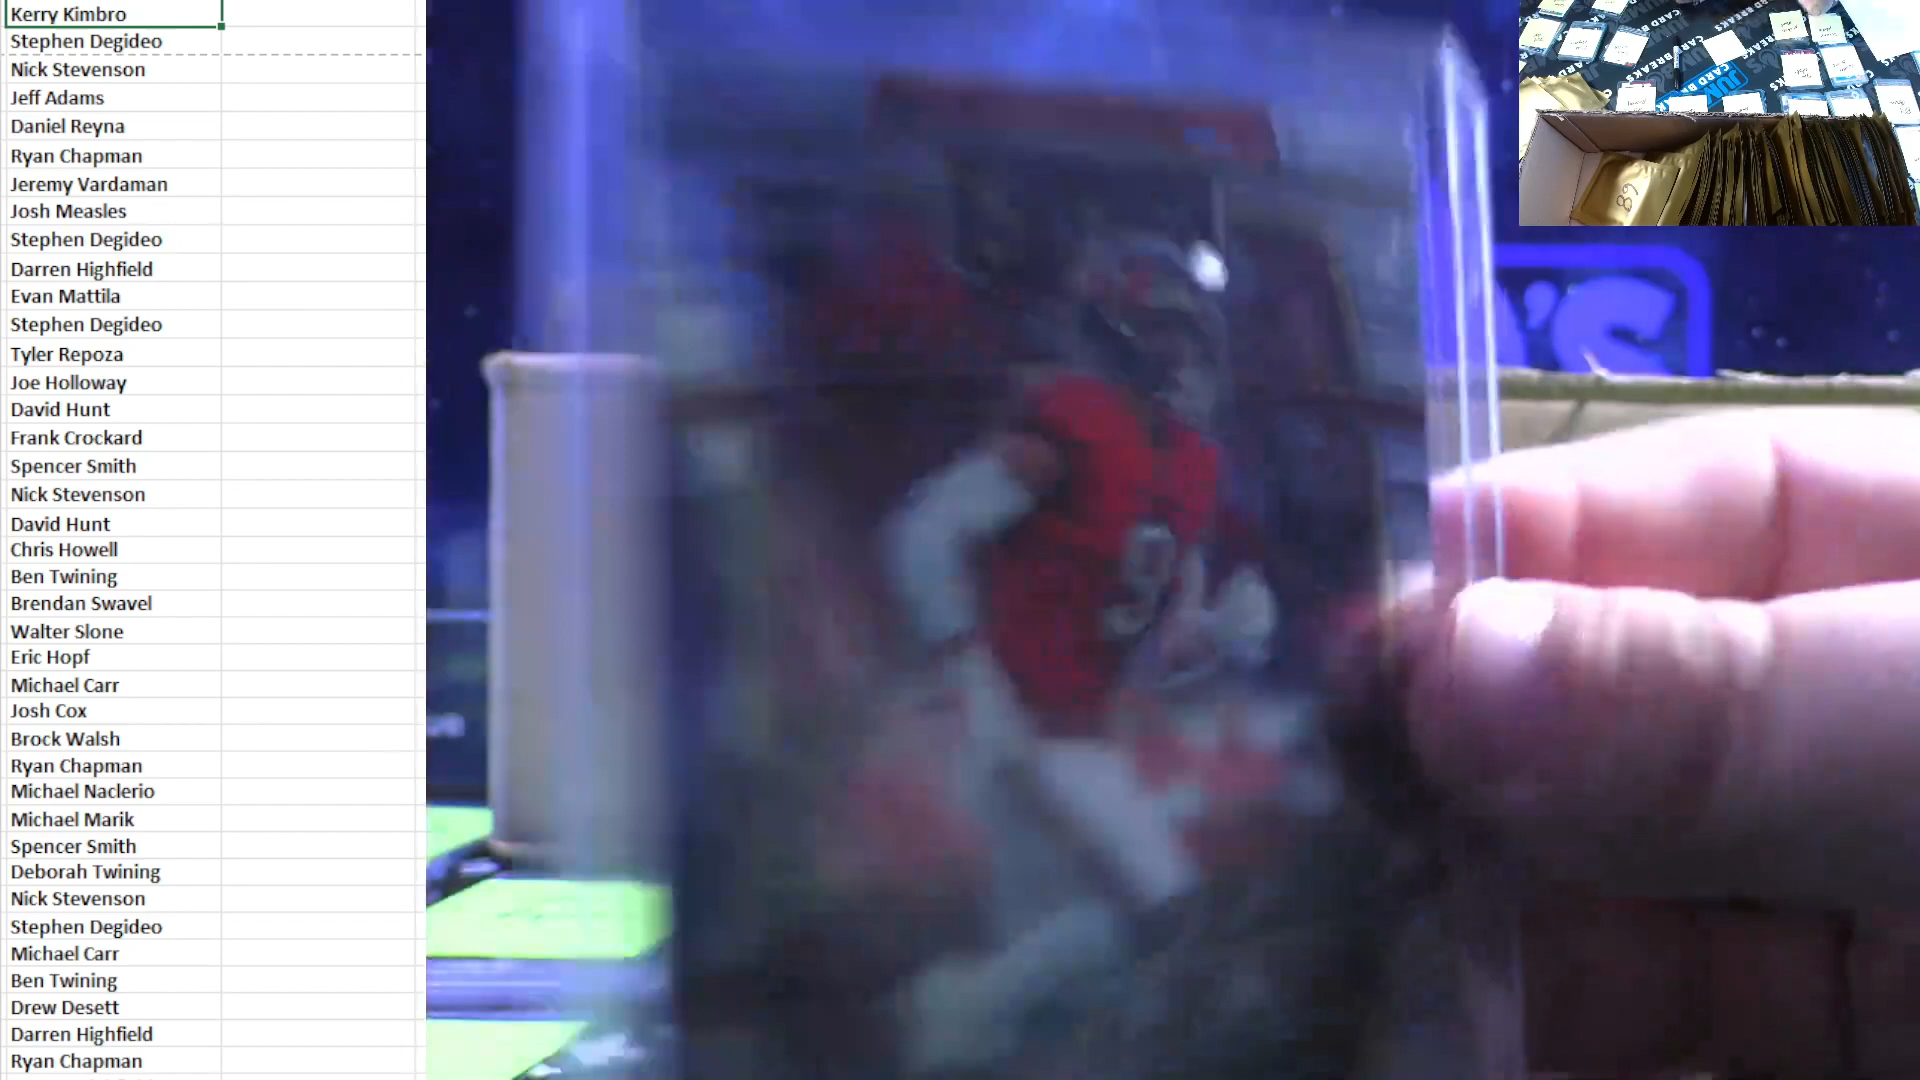 Kerry Kimbro
Stephen Degideo
Nick Stevenson
Jeff Adams
Daniel Reyna
Ryan Chapman
Jeremy Vardaman
Josh Measles
Stephen Degideo
Darren Highfield
Evan Mattila
Stephen Degideo
Tyler Repoza
Joe Holloway
David Hunt
Frank Crockard
Spencer Smith
Nick Stevenson
David Hunt
Chris Howell
Ben Twining
Brendan Swavel
Walter Slone
Eric Hopf
Michael Carr
Josh Cox
Brock Walsh
Ryan Chapman
Michael Naclerio
Michael Marik
Spencer Smith
Deborah Twining
Nick Stevenson
Stephen Degideo
Michael Carr
Ben Twining
Drew Desett
Darren Highfield
Ryan Chapman
CARD BREAKS
9